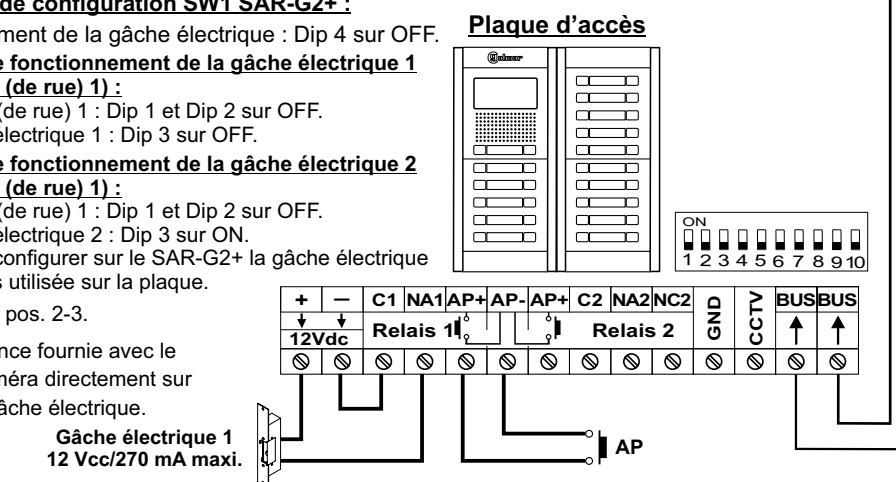 de configuration SW1 SAR-G2+ :
ment de la gâche électrique : Dip 4 sur OFF.
e fonctionnement de la gâche électrique 1
(de rue) 1) :
(de rue) 1 : Dip 1 et Dip 2 sur OFF.
électrique 1 : Dip 3 sur OFF.
e fonctionnement de la gâche électrique 2
(de rue) 1) :
(de rue) 1 : Dip 1 et Dip 2 sur OFF.
électrique 2 : Dip 3 sur ON.
configurer sur le SAR-G2+ la gâche électrique
s utilisée sur la plaque.
pos. 2-3.
nce fournie avec le
méra directement sur
gâche électrique.
Plaque d'accès
Golmar
ON
1 2 3 4 5 6 7 8 9 10
+ – C1 NA1 AP+ AP- AP+ C2 NA2 NC2 GND CCTV BUS BUS
12Vdc Relais 1 Relais 2
Gâche électrique 1
12 Vcc/270 mA maxi.
AP